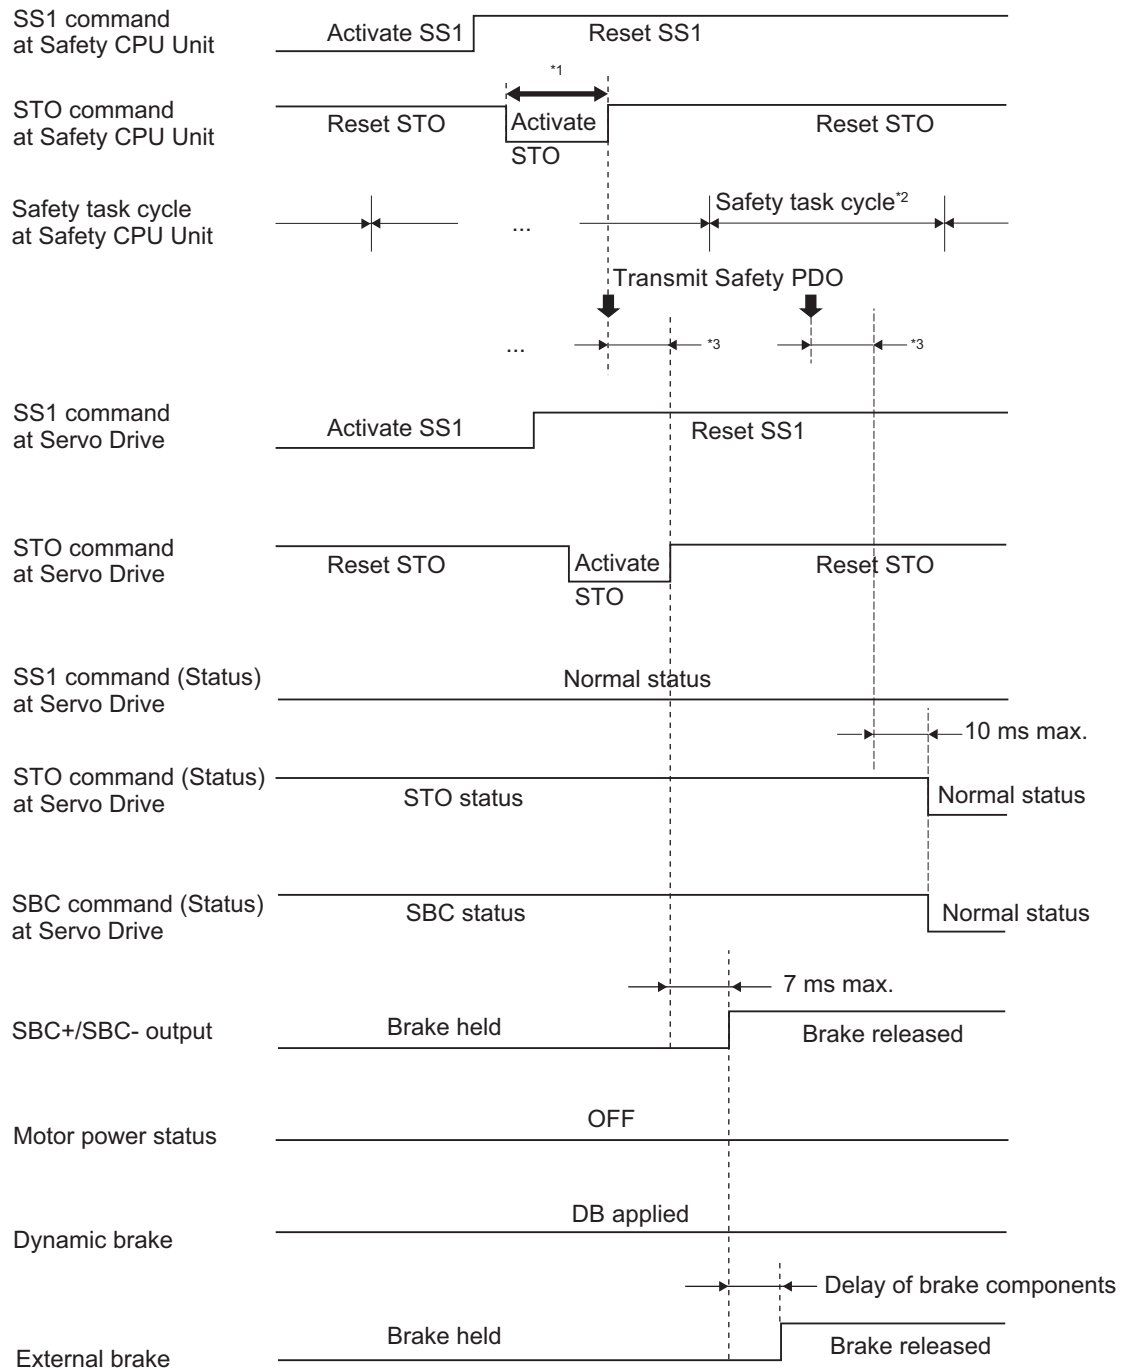 SS1 command
at Safety CPU Unit
Activate SS1
Reset SS1
*1
STO command
at Safety CPU Unit
Reset STO
Activate
STO
Reset STO
Safety task cycle
at Safety CPU Unit
...
Safety task cycle*2
Transmit Safety PDO
...
*3
*3
SS1 command
at Servo Drive
Activate SS1
Reset SS1
STO command
at Servo Drive
Reset STO
Activate
STO
Reset STO
SS1 command (Status)
at Servo Drive
Normal status
10 ms max.
STO command (Status)
at Servo Drive
STO status
Normal status
SBC command (Status)
at Servo Drive
SBC status
Normal status
7 ms max.
SBC+/SBC- output
Brake held
Brake released
Motor power status
OFF
Dynamic brake
DB applied
Delay of brake components
External brake
Brake held
Brake released